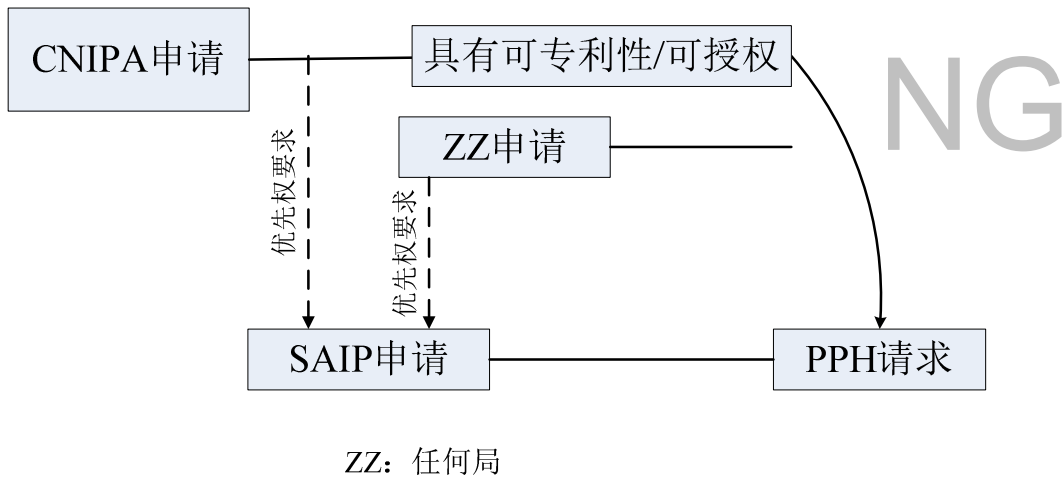 CNIPA申请
具有可专利性/可授权
NG
ZZ申请
优先权要求
优先权要求
SAIP申请
PPH请求
ZZ：任何局